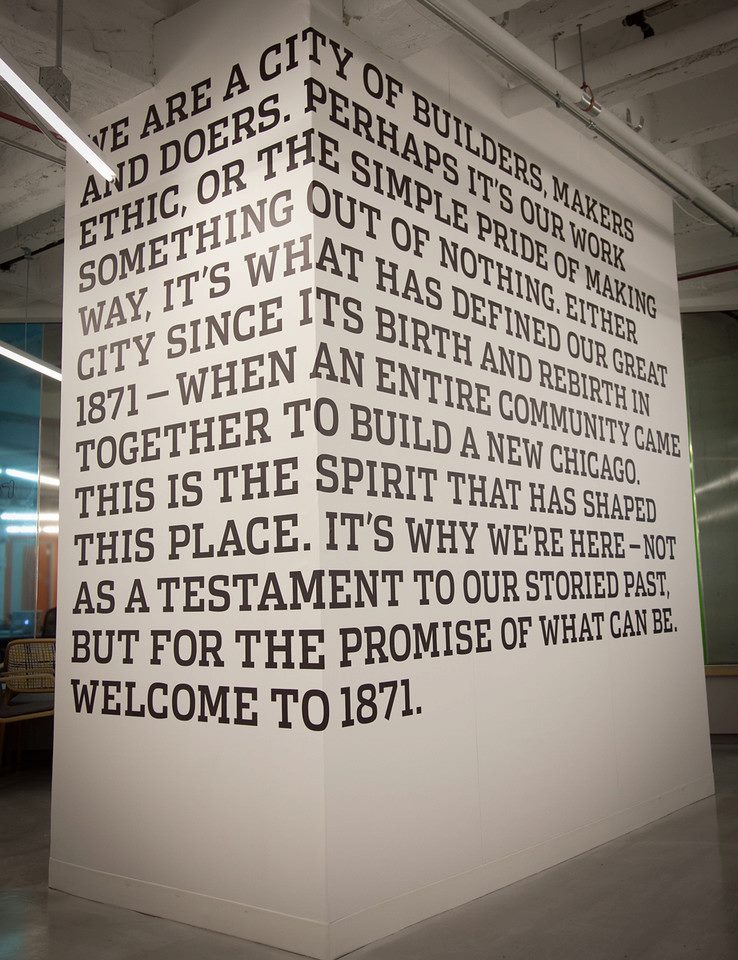 WE ARE A CITY OF BUILDERS, MAKERS
AND DOERS. PERHAPS IT'S OUR WORK
ETHIC, OR THE SIMPLE PRIDE OF MAKING
SOMETHING OUT OF NOTHING. EITHER
WAY, IT'S WHAT HAS DEFINED OUR GREAT
CITY SINCE ITS BIRTH AND REBIRTH IN
1871 – WHEN AN ENTIRE COMMUNITY CAME
TOGETHER TO BUILD A NEW CHICAGO.
THIS IS THE SPIRIT THAT HAS SHAPED
THIS PLACE. IT'S WHY WE'RE HERE – NOT
AS A TESTAMENT TO OUR STORIED PAST,
BUT FOR THE PROMISE OF WHAT CAN BE.
WELCOME TO 1871.